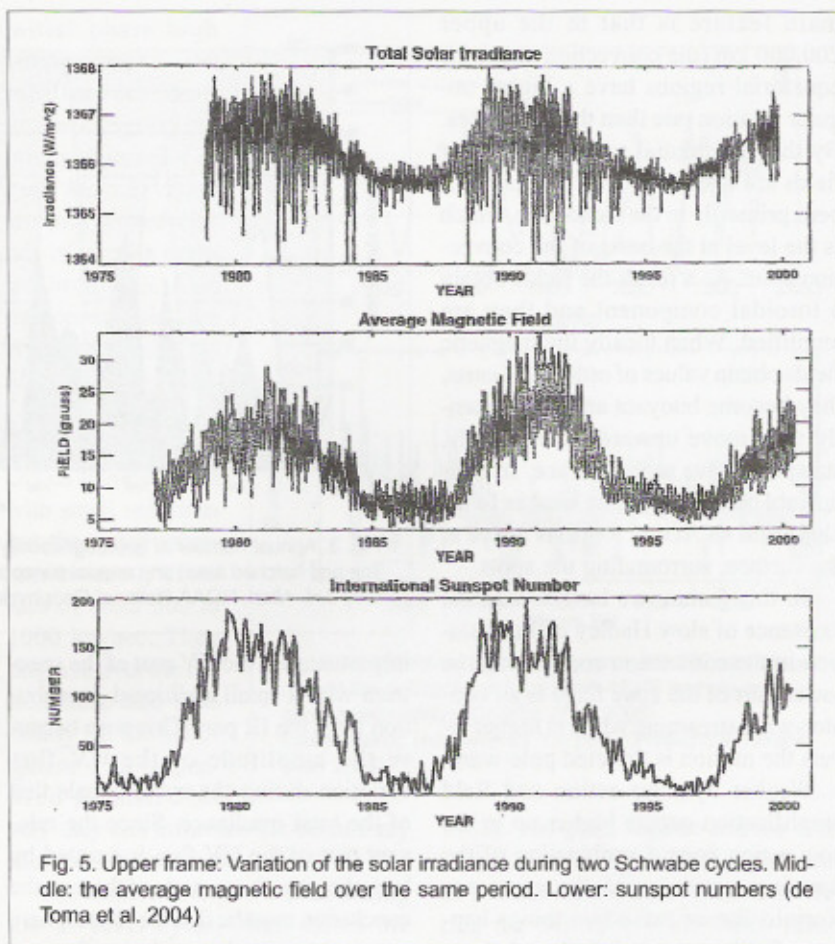 Total Solar Irradiance
1368
1367
1366
1365
1354
Irradiance (W/m^2)
1975 1980 1985 1990 1995 2000
YEAR
Average Magnetic Field
30
25
20
15
10
5
FIELD (gauss)
1975 1980 1985 1990 1995 2000
YEAR
International Sunspot Number
200
150
100
50
NUMBER
1975 1980 1985 1990 1995 2000
YEAR
Fig. 5. Upper frame: Variation of the solar irradiance during two Schwabe cycles. Mid-
dle: the average magnetic field over the same period. Lower: sunspot numbers (de
Toma et al. 2004)